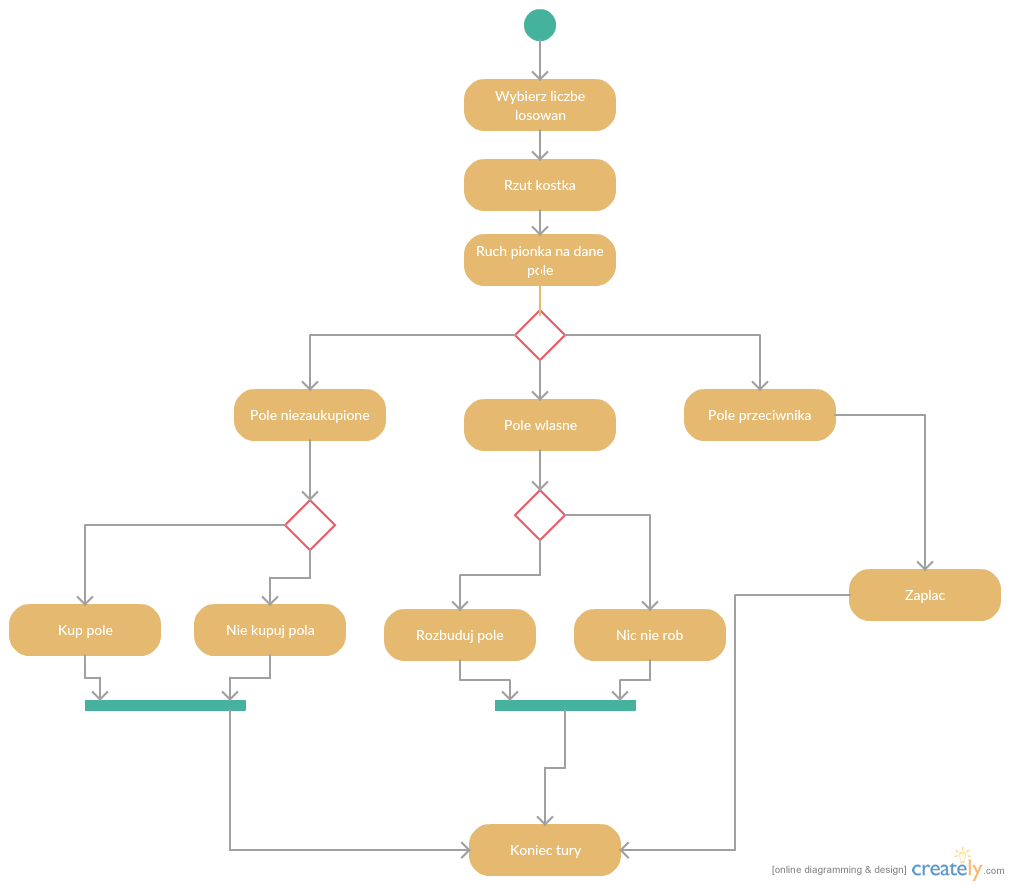 Wybierz liczbe
losowan
Rzut kostka
Ruch pionka na dane
pole
Pole niezaukupione
Pole wlasne
Pole przeciwnika
Kup pole
Nie kupuj pola
Rozbuduj pole
Nic nie rob
Zaplac
Koniec tury
[online diagramming & design] creately.com